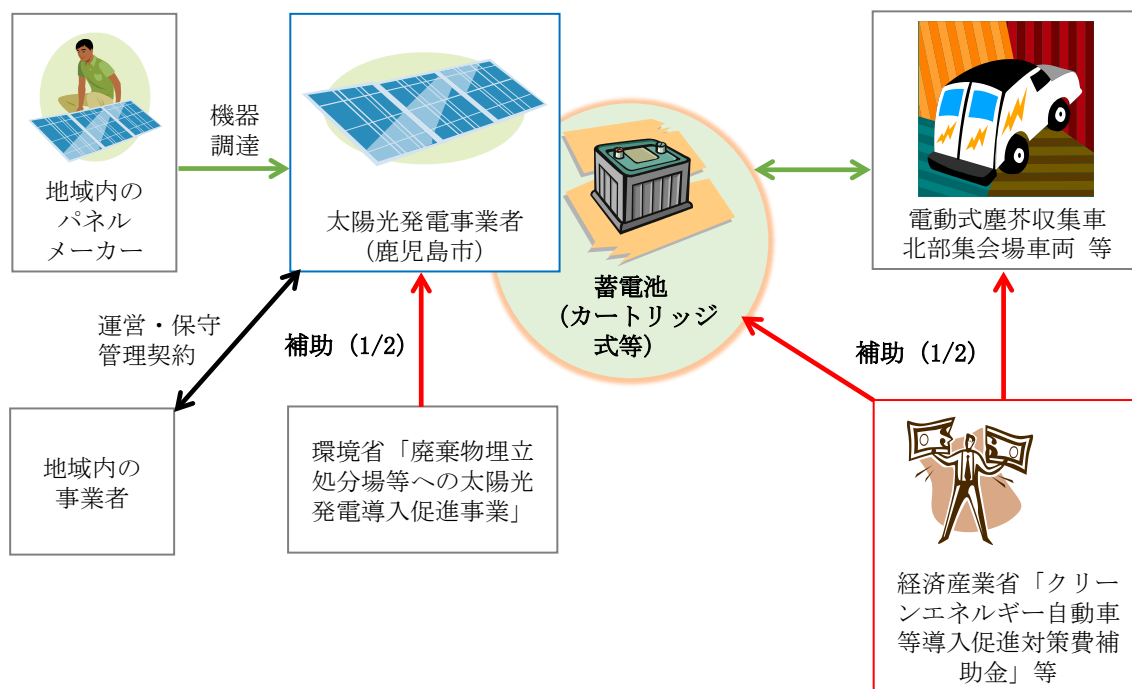 地域内の
パネル
メーカー
機器
調達
太陽光発電事業者
(鹿児島市)
蓄電池
(カートリッジ
式等)
電動式塵芥収集車
北部集会場車両 等
運営・保守
管理契約
補助 (1/2)
補助 (1/2)
地域内の
事業者
環境省「廃棄物埋立
処分場等への太陽光
発電導入促進事業」
経済産業省「クリー
ンエネルギー自動車
等導入促進対策費補
助金」等